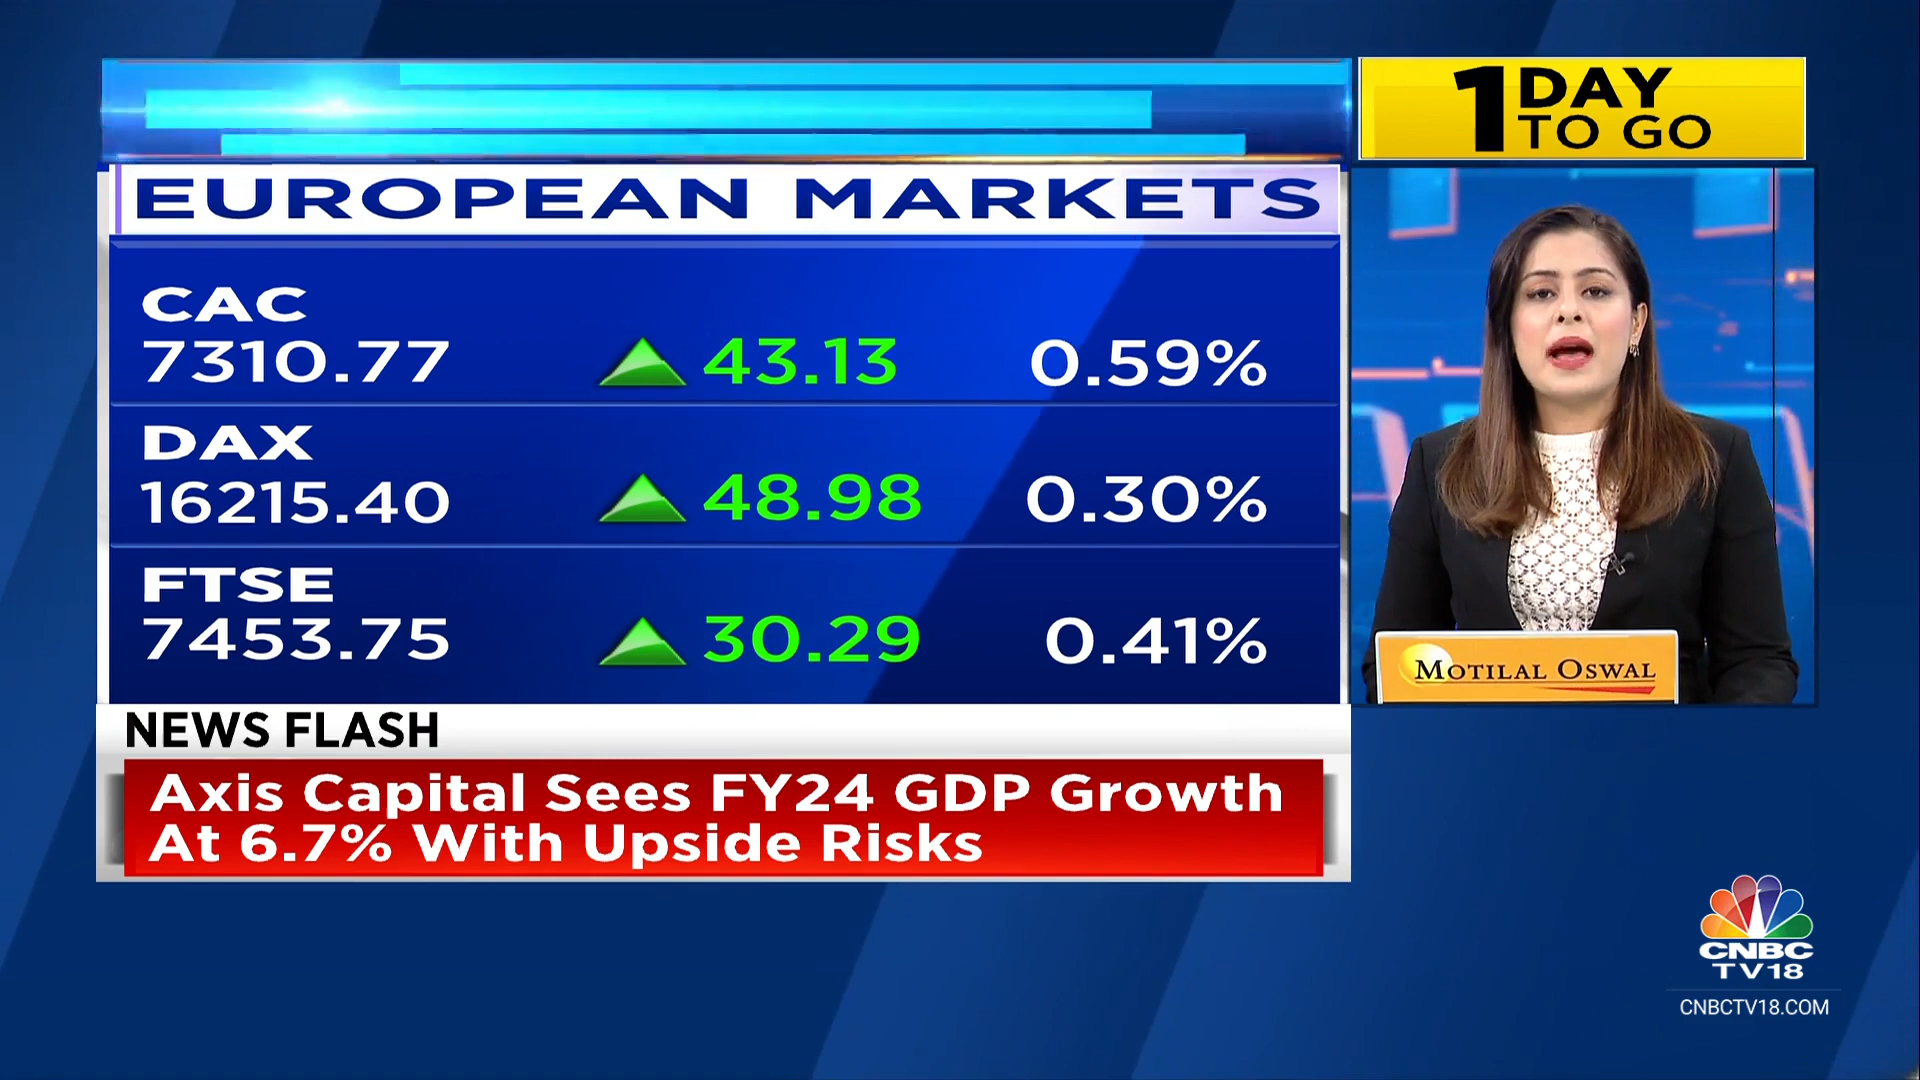 1 DAY
TO GO
EUROPEAN MARKETS
CAC
7310.77 43.13 0.59%
DAX
16215.40 48.98 0.30%
FTSE
7453.75 30.29 0.41%
MOTILAL OSWAL
NEWS FLASH
Axis Capital Sees FY24 GDP Growth
At 6.7% With Upside Risks
CNBC
TV18
CNBCTV18.COM